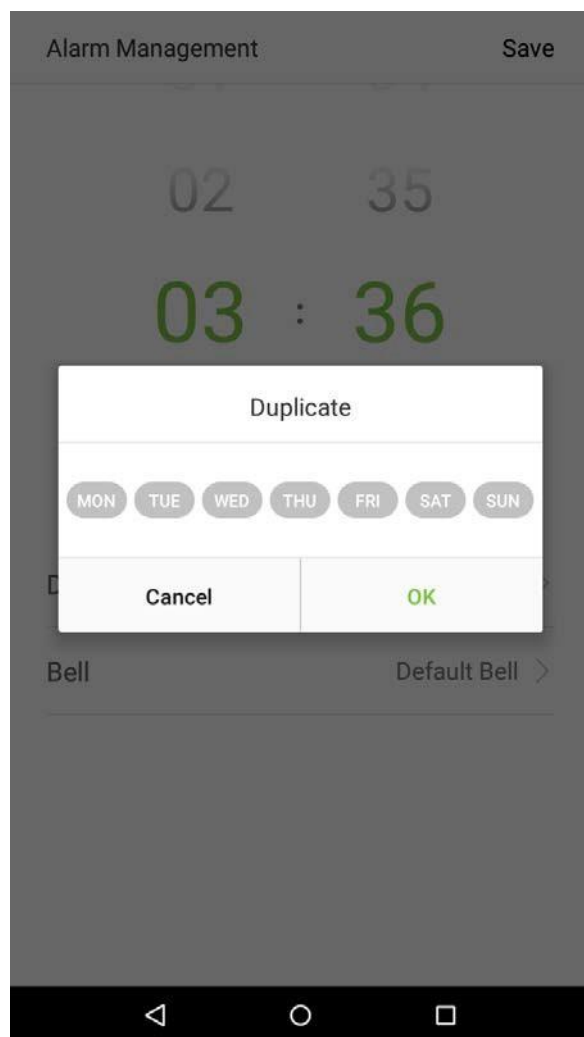 Alarm Management Save
02 35
03 : 36
Duplicate
MON TUE WED THU FRI SAT SUN
Cancel OK
Bell Default Bell